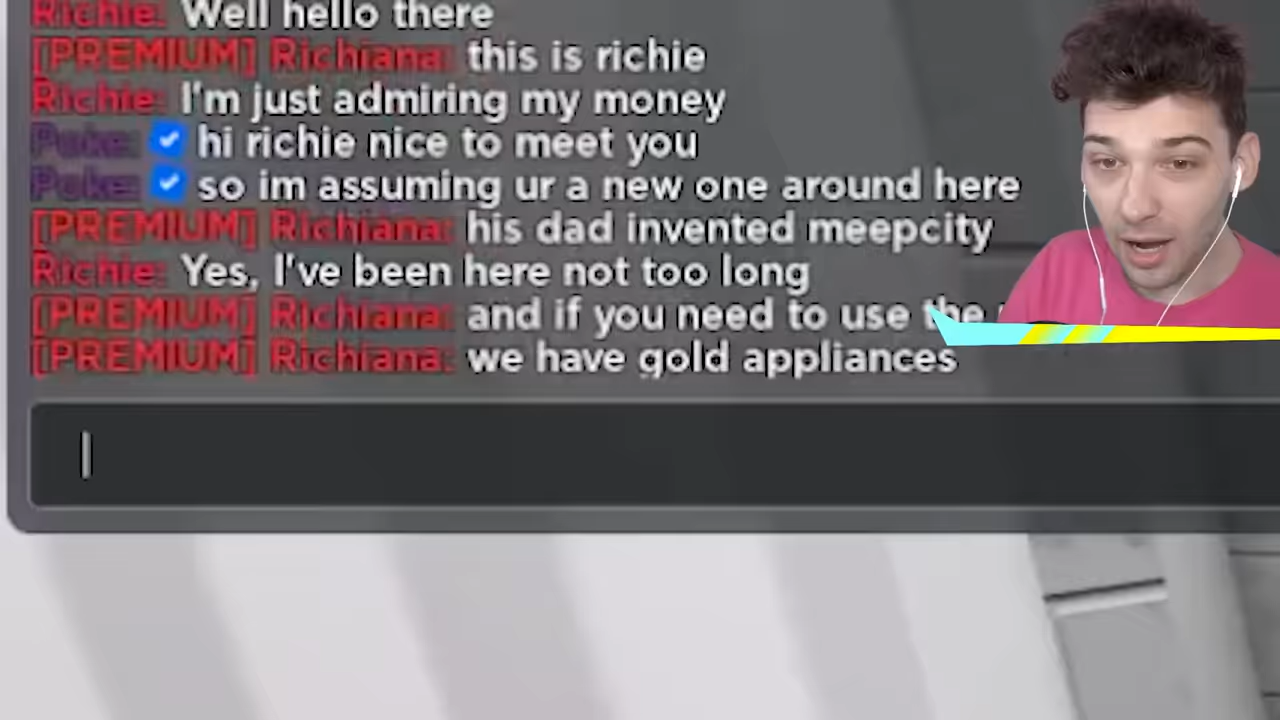 Richie: Well hello there
[PREMIUM] Richiana: this is richie
Richie: I'm just admiring my money
Poke: hi richie nice to meet you
Poke: so im assuming ur a new one around here
[PREMIUM] Richiana: his dad invented meepcity
Richie: Yes, I've been here not too long
[PREMIUM] Richiana: and if you need to use the
[PREMIUM] Richiana: we have gold appliances